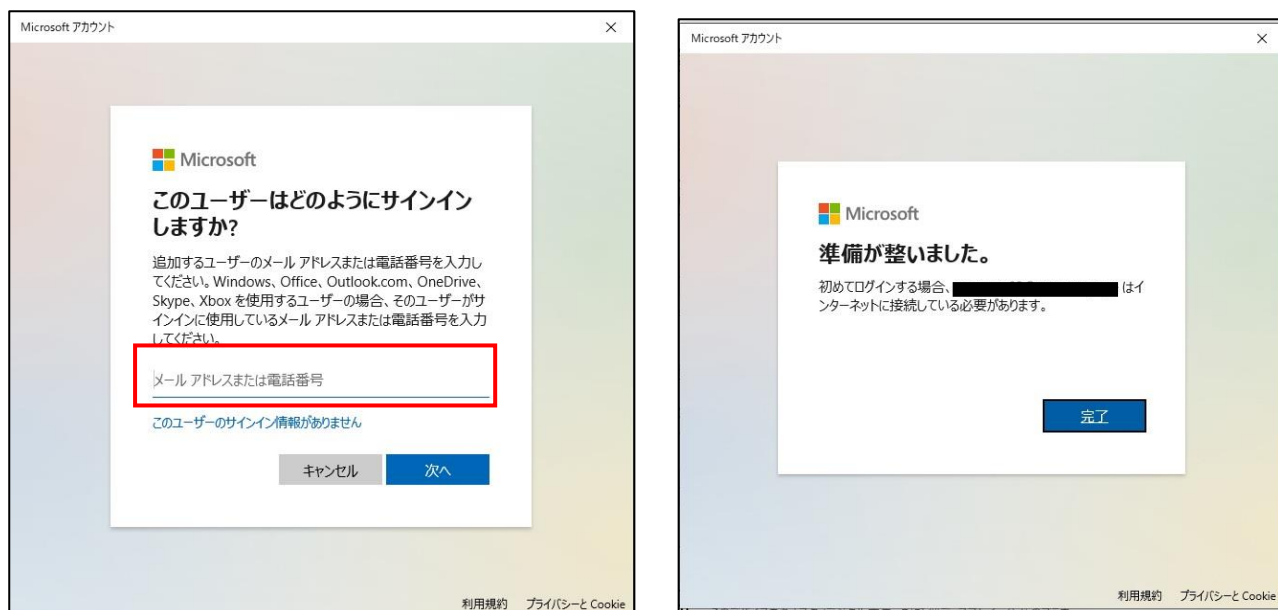 Microsoft アカウント
Microsoft
このユーザーはどのようにサインイン
しますか?
追加するユーザーのメール アドレスまたは電話番号を入力し
てください。Windows、Office、Outlook.com、OneDrive、
Skype、Xbox を使用するユーザーの場合、そのユーザーがサ
インインに使用しているメール アドレスまたは電話番号を入力
してください。
メール アドレスまたは電話番号
このユーザーのサインイン情報がありません
キャンセル
次へ
利用規約
プライバシーと Cookie
Microsoft アカウント
Microsoft
準備が整いました。
初めてログインする場合、 はイ
ンターネットに接続している必要があります。
完了
利用規約
プライバシーと Cookie